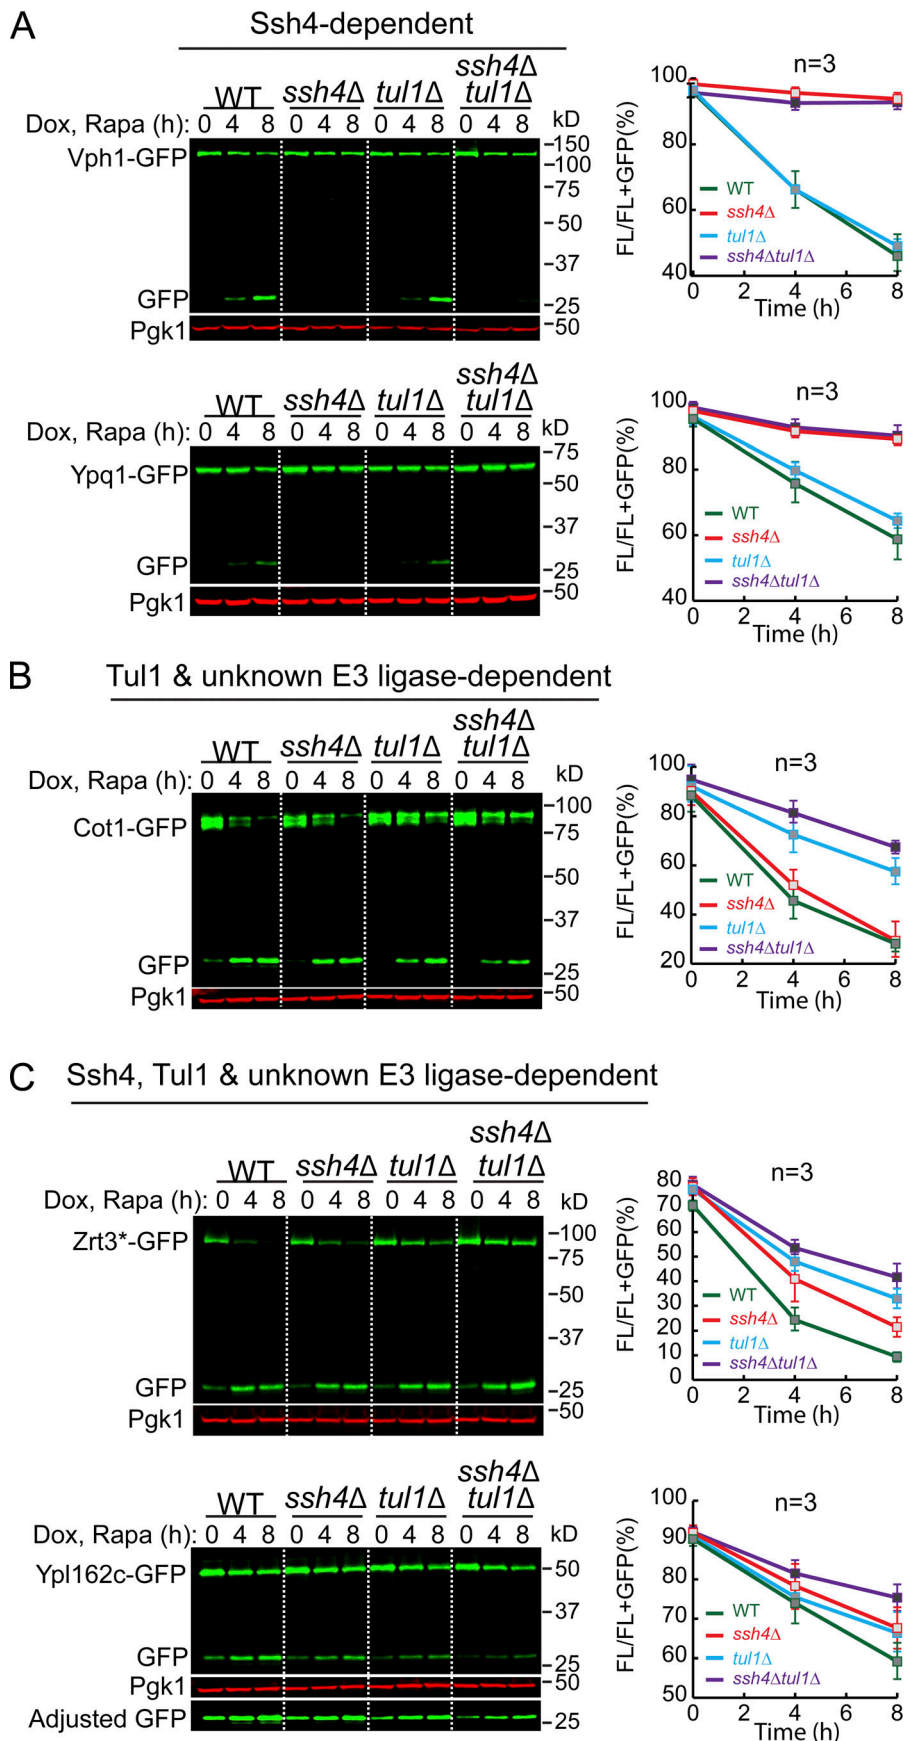 A
Ssh4-dependent
WT ssh4Δ tul1Δ ssh4Δ tul1Δ
Dox, Rapa (h): 0 4 8 0 4 8 0 4 8 0 4 8 kD
Vph1-GFP
GFP
Pgk1
-150
-100
-75
-50
-37
-25
-50
n=3
FL/FL+GFP(%)
100
80
60
40
WT
ssh4Δ
tul1Δ
ssh4Δtul1Δ
0 2 4 6 8
Time (h)
WT ssh4Δ tul1Δ ssh4Δ tul1Δ
Dox, Rapa (h): 0 4 8 0 4 8 0 4 8 0 4 8 kD
Ypq1-GFP
GFP
Pgk1
-75
-50
-37
-25
-50
n=3
FL/FL+GFP(%)
100
80
60
40
WT
ssh4Δ
tul1Δ
ssh4Δtul1Δ
0 2 4 6 8
Time (h)
B
Tul1 & unknown E3 ligase-dependent
WT ssh4Δ tul1Δ ssh4Δ tul1Δ
Dox, Rapa (h): 0 4 8 0 4 8 0 4 8 0 4 8 kD
Cot1-GFP
GFP
Pgk1
-100
-75
-50
-37
-25
-50
n=3
FL/FL+GFP(%)
100
80
60
40
20
WT
ssh4Δ
tul1Δ
ssh4Δtul1Δ
0 2 4 6 8
Time (h)
C
Ssh4, Tul1 & unknown E3 ligase-dependent
WT ssh4Δ tul1Δ ssh4Δ tul1Δ
Dox, Rapa (h): 0 4 8 0 4 8 0 4 8 0 4 8 kD
Zrt3*-GFP
GFP
Pgk1
-100
-75
-50
-37
-25
-50
n=3
FL/FL+GFP(%)
80
70
60
50
40
30
20
10
0
WT
ssh4Δ
tul1Δ
ssh4Δtul1Δ
0 2 4 6 8
Time (h)
WT ssh4Δ tul1Δ ssh4Δ tul1Δ
Dox, Rapa (h): 0 4 8 0 4 8 0 4 8 0 4 8 kD
Ypl162c-GFP
GFP
Pgk1
Adjusted GFP
-50
-37
-25
-50
-25
n=3
FL/FL+GFP(%)
100
90
80
70
60
50
WT
ssh4Δ
tul1Δ
ssh4Δtul1Δ
0 2 4 6 8
Time (h)